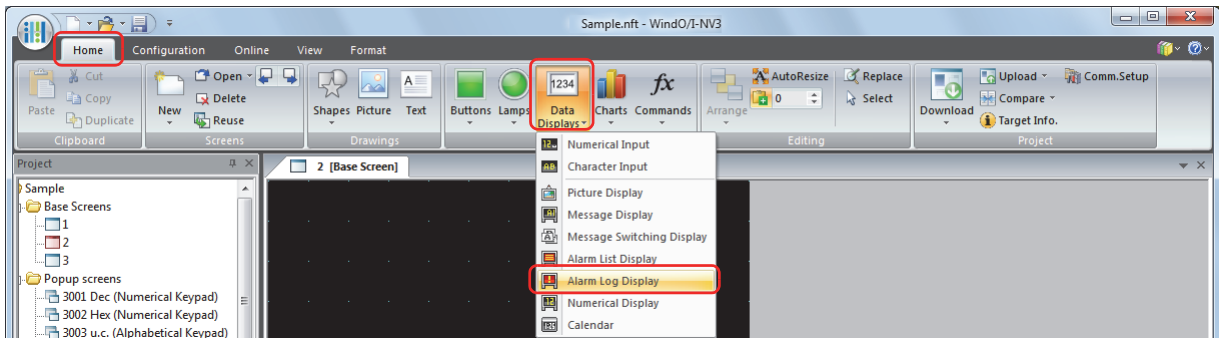 Sample.nft - WindO/I-NV3
Home Configuration Online View Format
Cut
Copy
Duplicate
Paste
Clipboard
New
Open
Delete
Reuse
Screens
Shapes Picture Text
Drawings
Buttons Lamps Data Displays Charts Commands
1234
fx
Arrange
AutoResize
0
Replace
Select
Editing
Download
Upload
Compare
Target Info.
Comm.Setup
Project
Numerical Input
Character Input
Picture Display
Message Display
Message Switching Display
Alarm List Display
Alarm Log Display
Numerical Display
Calendar
Project
Sample
Base Screens
1
2
3
Popup screens
3001 Dec (Numerical Keypad)
3002 Hex (Numerical Keypad)
3003 u.c. (Alphabetical Keypad)
2 [Base Screen]